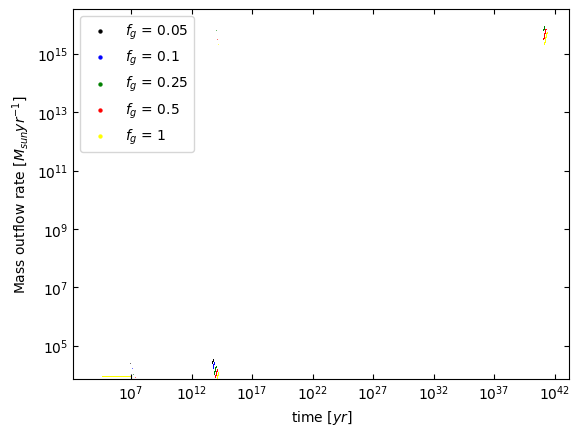 f_g = 0.05
f_g = 0.1
f_g = 0.25
f_g = 0.5
f_g = 1
Mass outflow rate [M_{sun}yr^{-1}]
10^{15}
10^{13}
10^{11}
10^{9}
10^{7}
10^{5}
10^{7} 10^{12} 10^{17} 10^{22} 10^{27} 10^{32} 10^{37} 10^{42}
time [yr]